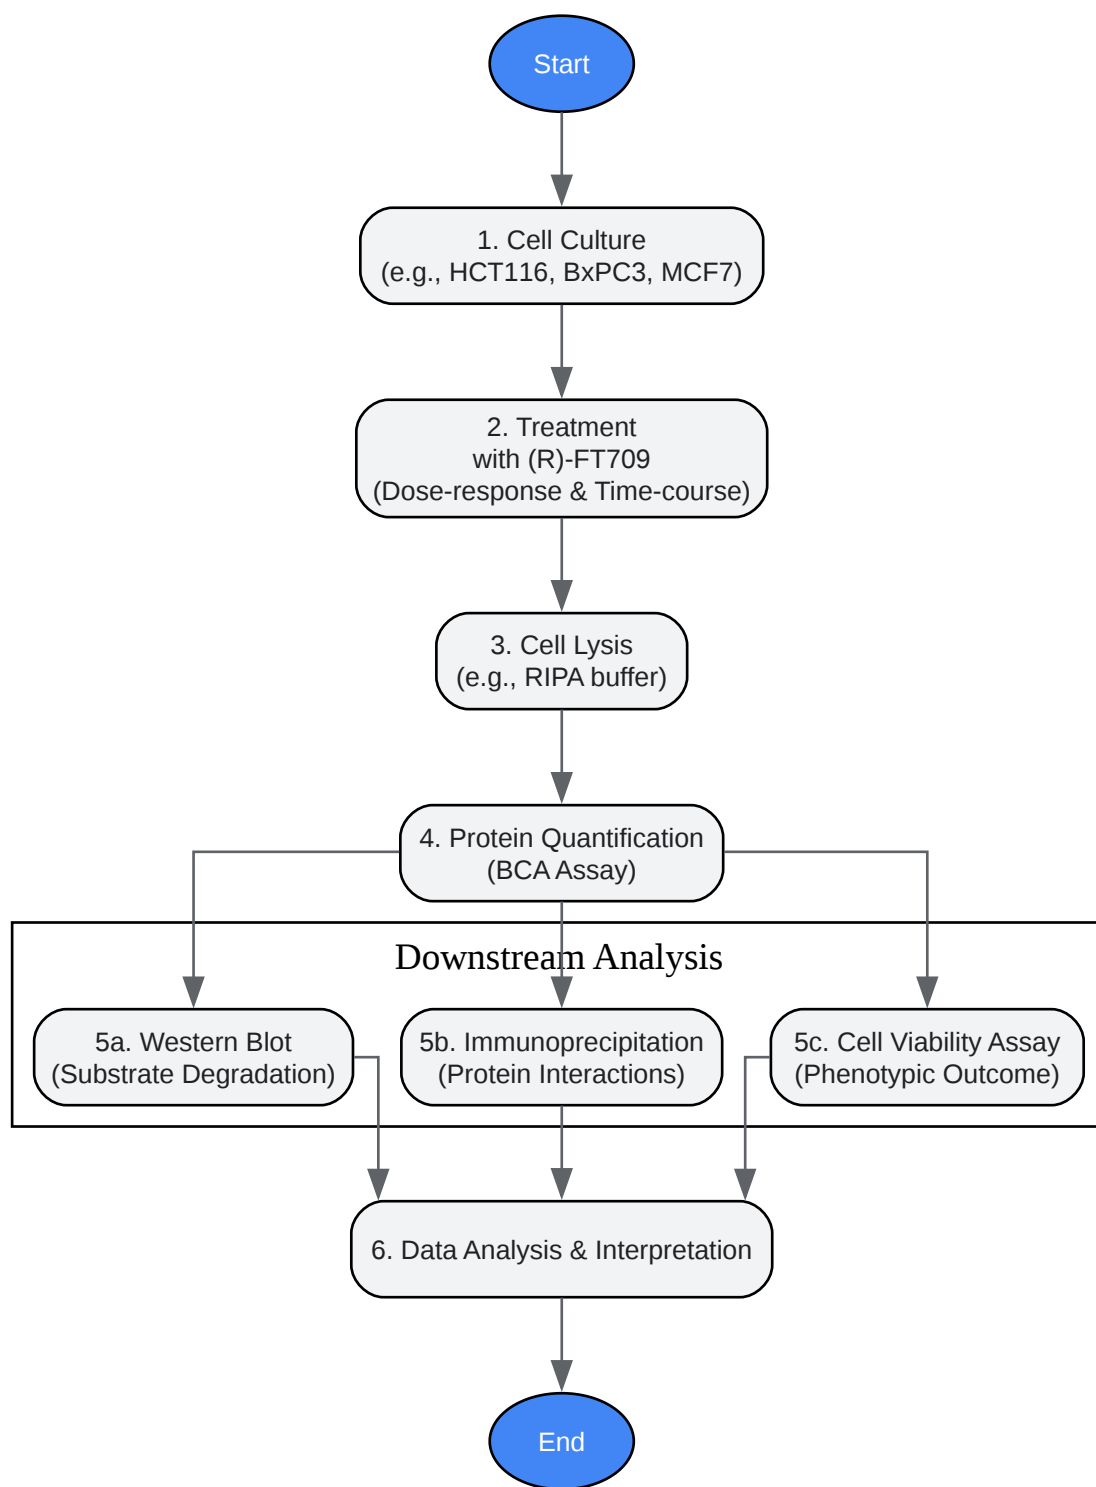 Start
1. Cell Culture
(e.g., HCT116, BxPC3, MCF7)
2. Treatment
with (R)-FT709
(Dose-response & Time-course)
3. Cell Lysis
(e.g., RIPA buffer)
4. Protein Quantification
(BCA Assay)
Downstream Analysis
5a. Western Blot
(Substrate Degradation)
5b. Immunoprecipitation
(Protein Interactions)
5c. Cell Viability Assay
(Phenotypic Outcome)
6. Data Analysis & Interpretation
End